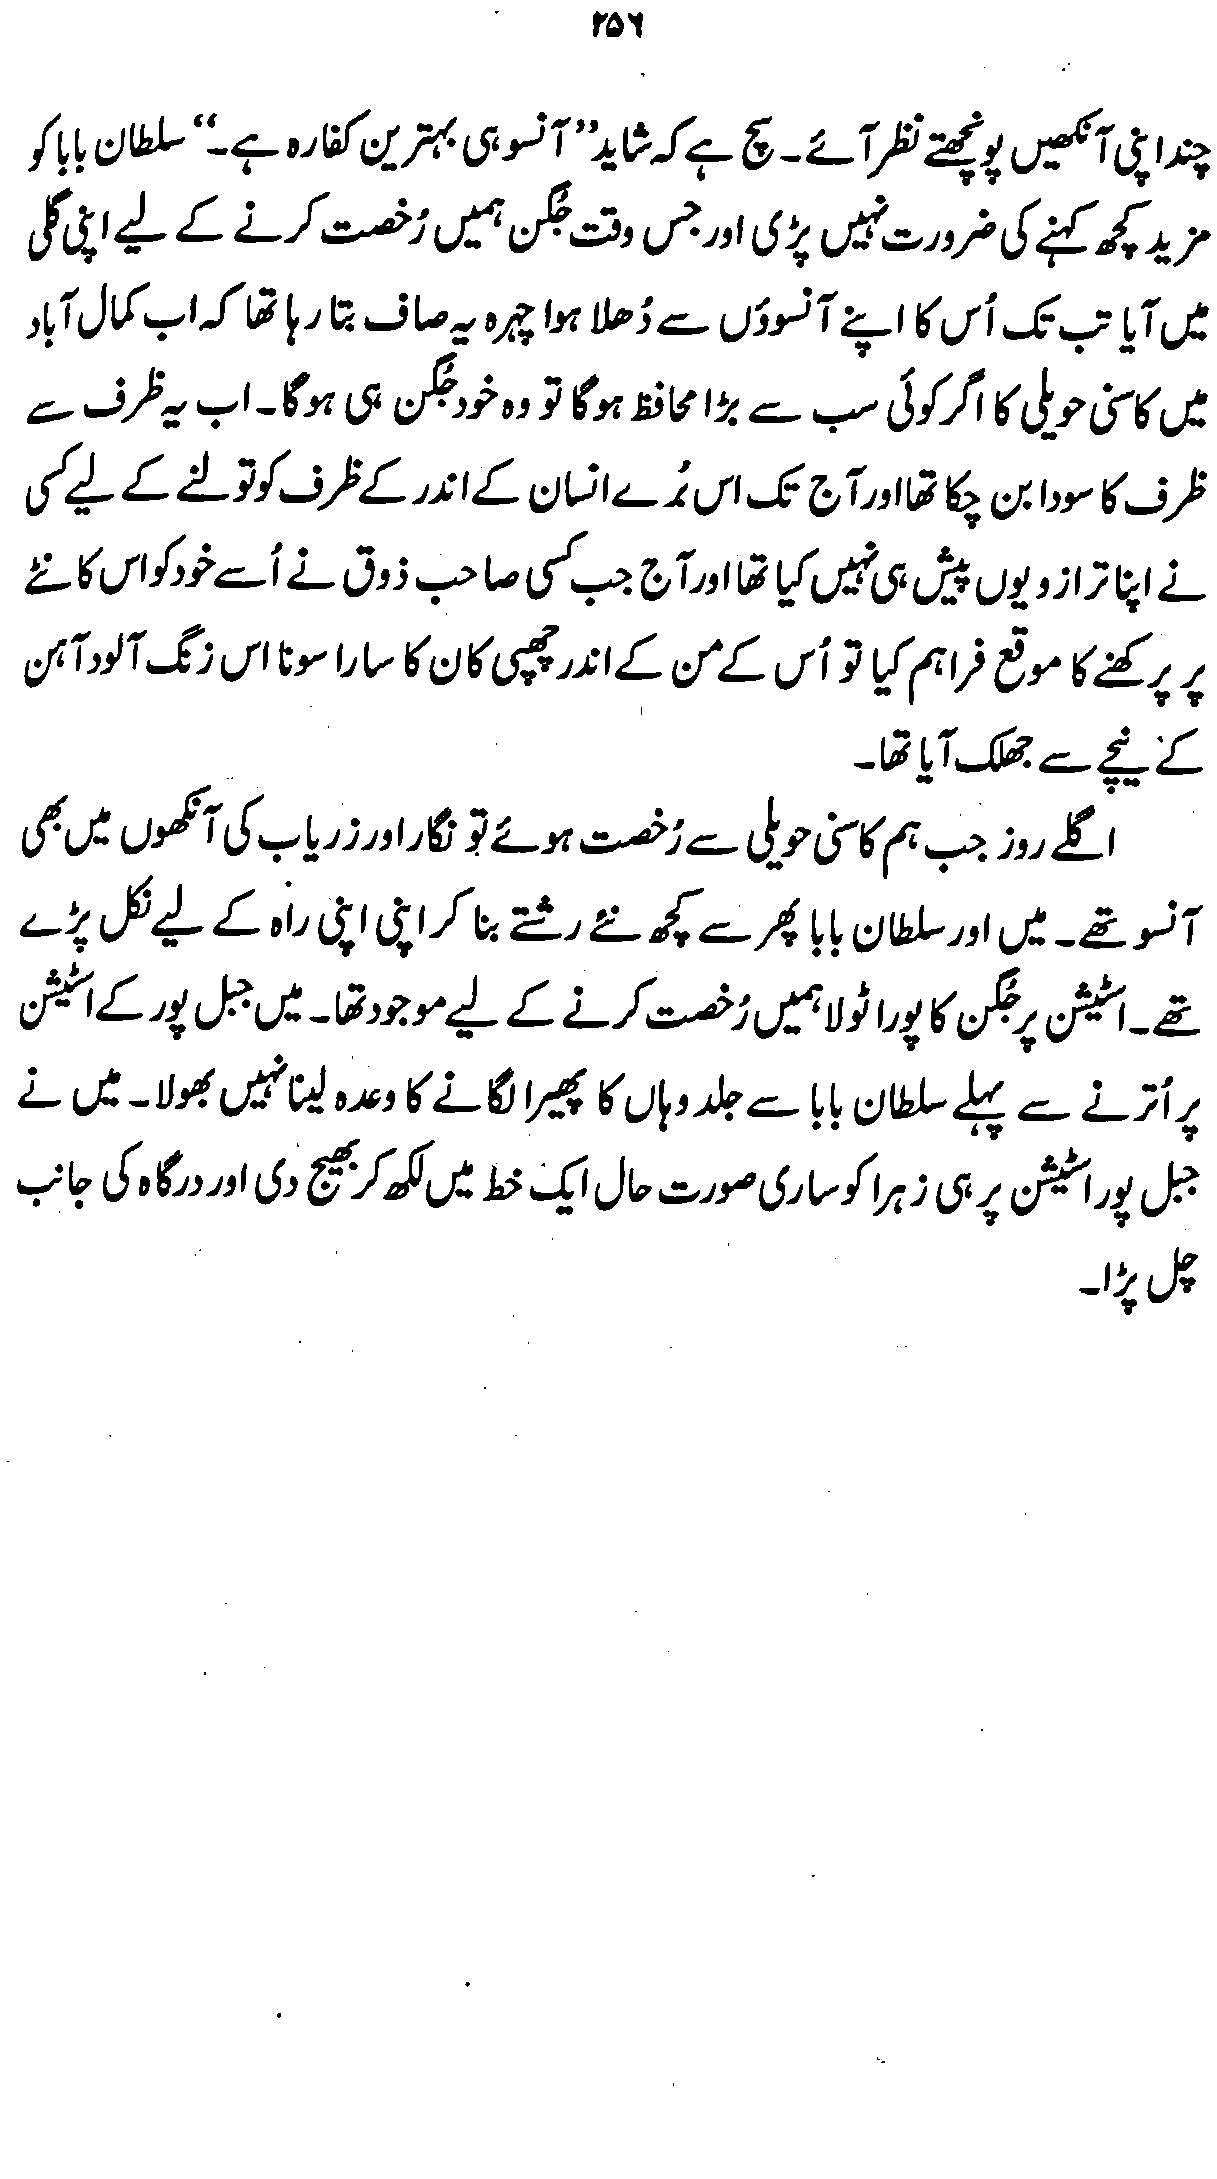 ۲۵۶
چند اپنی آنکھیں پونچھتے نظر آئے۔ سچ ہے کہ شاید ”آنسو ہی بہترین کفارہ ہے۔“ سلطان بابا کو
مزید کچھ کہنے کی ضرورت نہیں پڑی اور جس وقت جُگن ہمیں رُخصت کرنے کے لیے اپنی گلی
میں آیا تب تک اُس کا اپنے آنسوؤں سے دُھلا ہوا چہرہ یہ صاف بتا رہا تھا کہ اب کمال آباد
میں کاسنی حویلی کا اگر کوئی سب سے بڑا محافظ ہوگا تو وہ خود جُگن ہی ہوگا۔ اب یہ ظرف سے
ظرف کا سودا بن چکا تھا اور آج تک اس بُرے انسان کے اندر کے ظرف کو تولنے کے لیے کسی
نے اپنا ترازو یوں پیش ہی نہیں کیا تھا اور آج جب کسی صاحب ذوق نے اُسے خود کو اس کانٹے
پر پرکھنے کا موقع فراہم کیا تو اُس کے من کے اندر چھپی کان کا سارا سونا اس زنگ آلود آہن
کے نیچے سے جھلک آیا تھا۔
اگلے روز جب ہم کاسنی حویلی سے رُخصت ہوئے تو نگار اور زریاب کی آنکھوں میں بھی
آنسو تھے۔ میں اور سلطان بابا پھر سے کچھ نئے رشتے بنا کر اپنی اپنی راہ کے لیے نکل پڑے
تھے۔ اسٹیشن پر جُگن کا پورا ٹولا ہمیں رُخصت کرنے کے لیے موجود تھا۔ میں جبل پور کے اسٹیشن
پر اُترنے سے پہلے سلطان بابا سے جلد وہاں کا پھیرا لگانے کا وعدہ لینا نہیں بھولا۔ میں نے
جبل پور اسٹیشن پر ہی زہرا کو ساری صورت حال ایک خط میں لکھ کر بھیج دی اور درگاہ کی جانب
چل پڑا۔